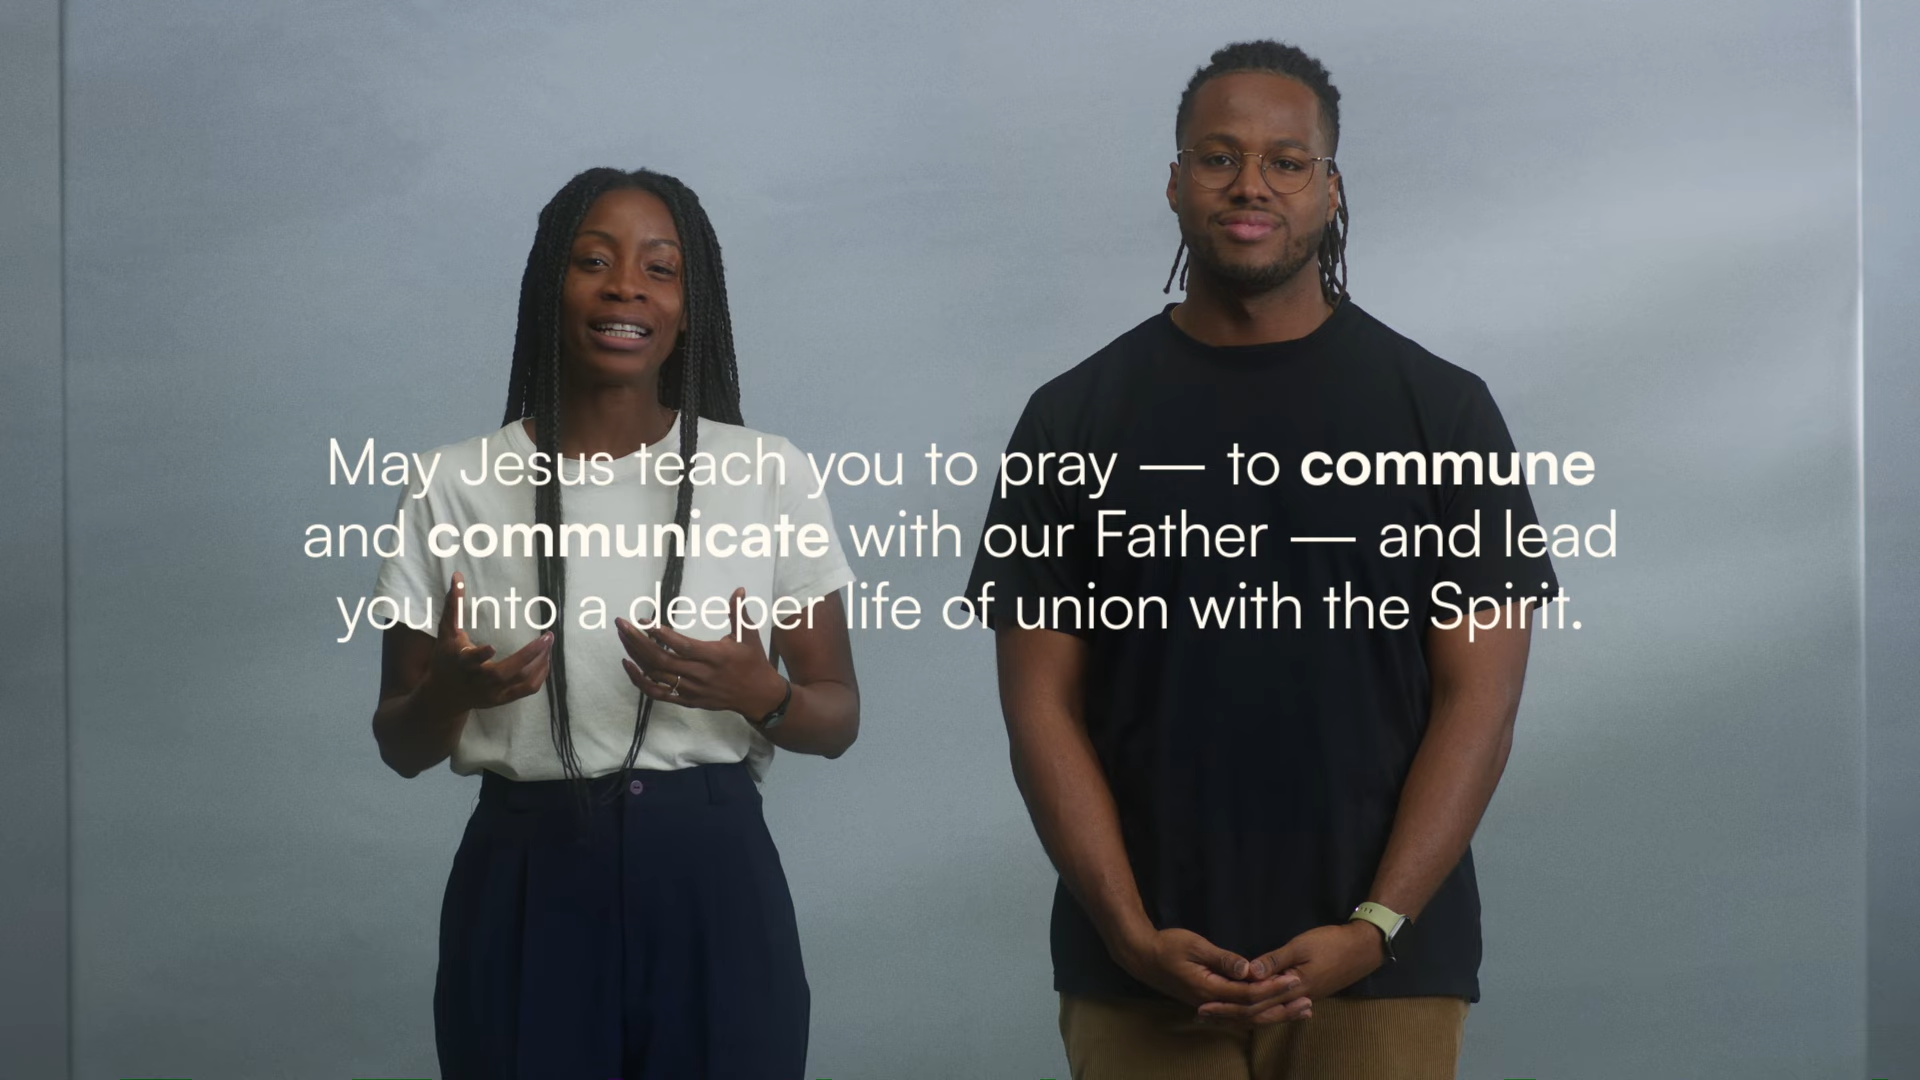 May Jesus teach you to pray — to commune
and communicate with our Father — and lead
you into a deeper life of union with the Spirit.